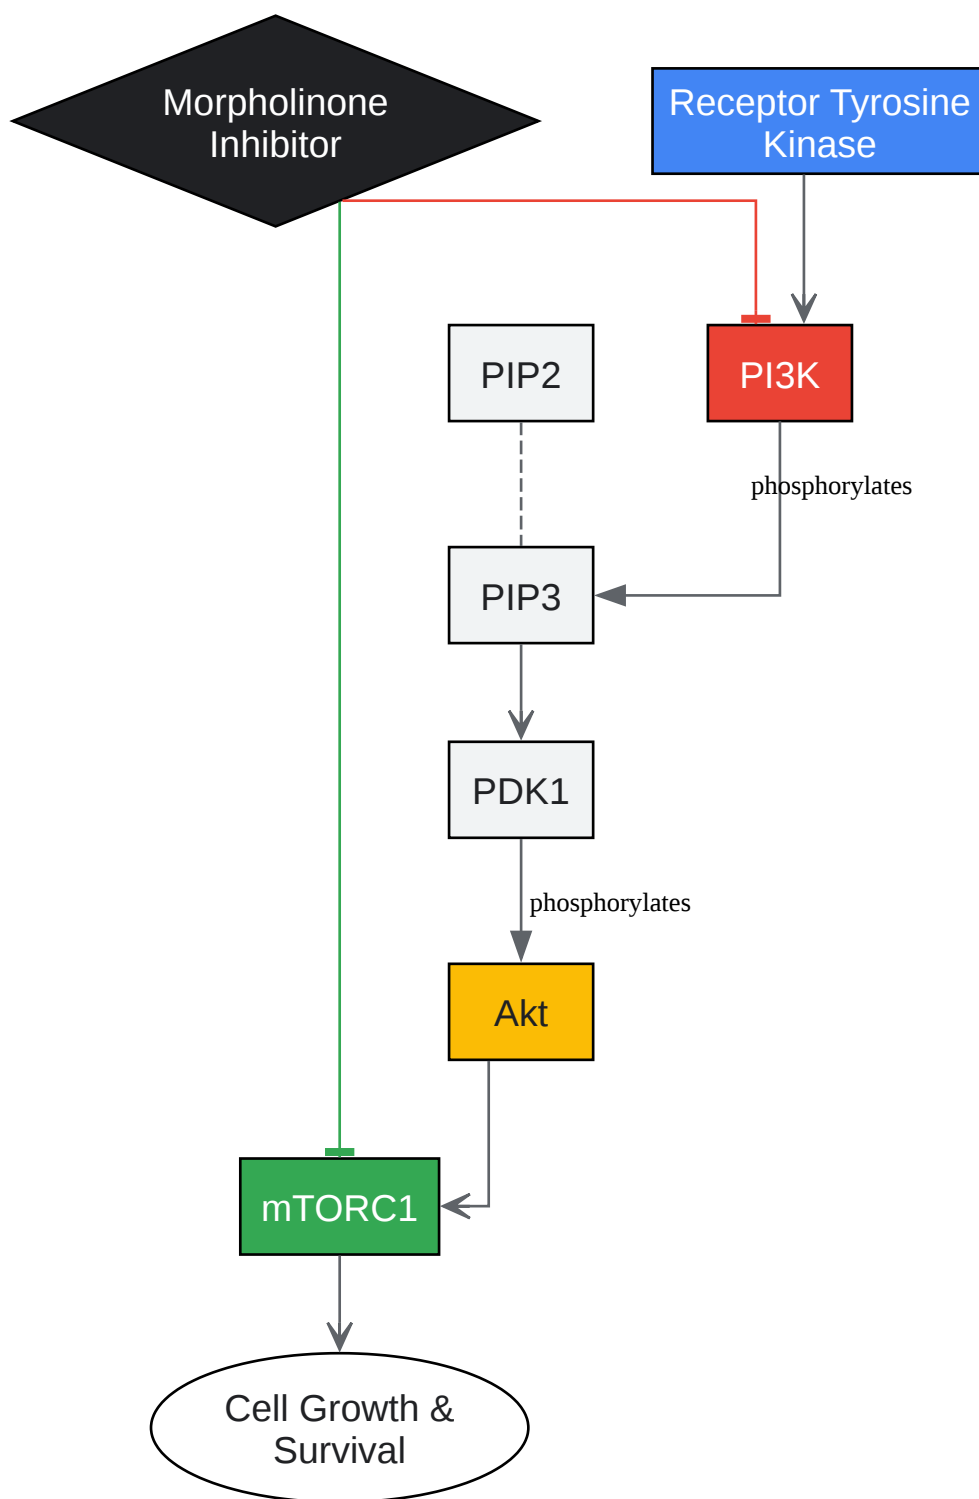 Morpholinone
Inhibitor
Receptor Tyrosine
Kinase
PIP2
PI3K
phosphorylates
PIP3
PDK1
phosphorylates
Akt
mTORC1
Cell Growth &
Survival